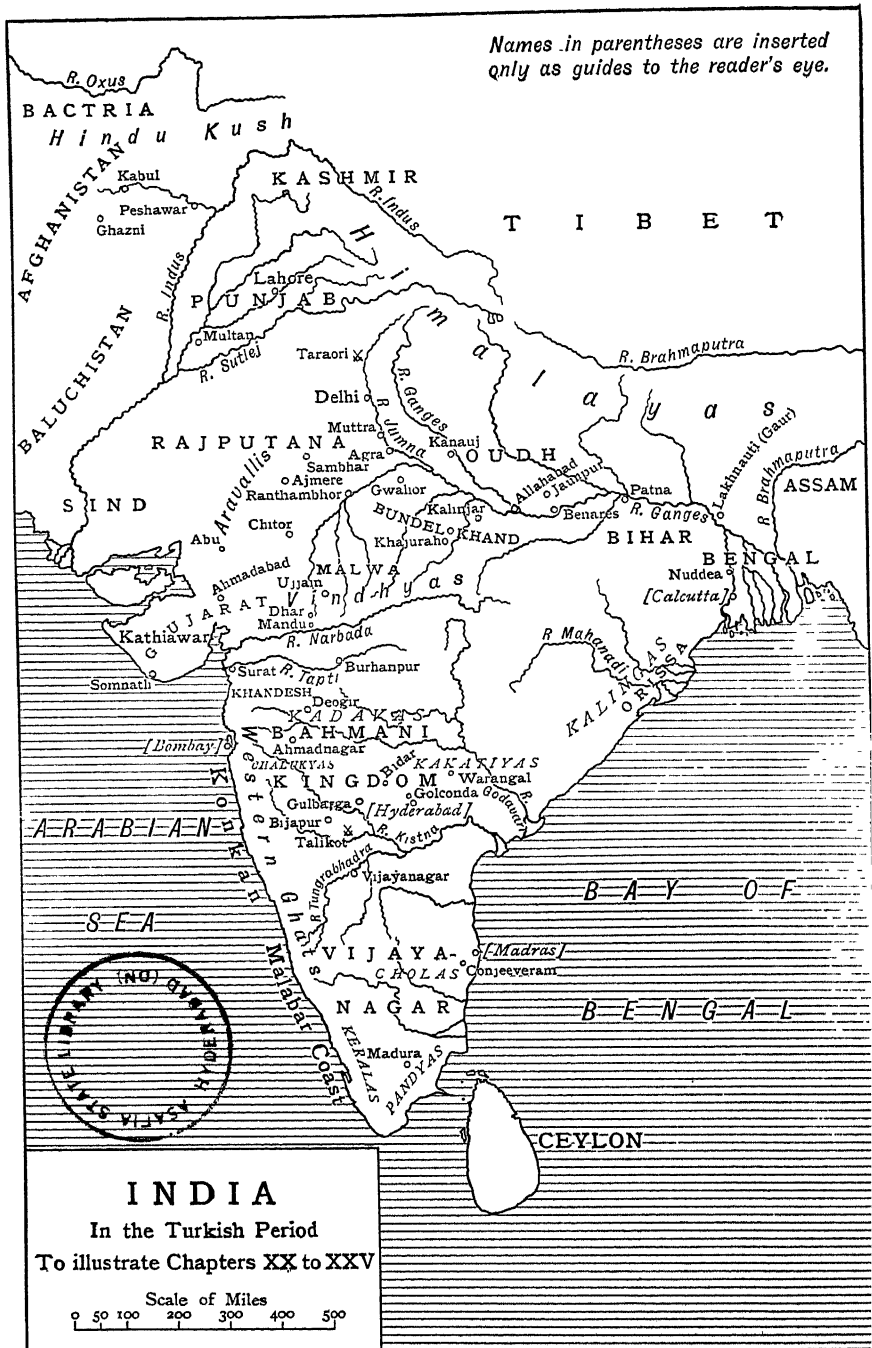 Names in parentheses are inserted
only as guides to the reader's eye.
R. Oxus
BACTRIA
Hindu Kush
AFGHANISTAN
Kabul
Peshawar
Ghazni
KASHMIR
R. Indus
TIBET
R. Indus
Himalayas
Lahore
PUNJAB
BALUCHISTAN
Multan
R. Sutlej
Taraori
R. Brahmaputra
Delhi
R. Ganges
R Jumna
Muttra
Kanauj
RAJPUTANA
Agra
OUDH
Lakhnauti (Gaur)
R Brahmaputra
Sambhar
Ajmere
Ranthambhor
Gwalior
Allahabad
Jaunpur
Patna
ASSAM
SIND
Aravallis
Kalinjar
Benares
R. Ganges
Chitor
BUNDELKHAND
Abu
Khajuraho
BIHAR
BENGAL
Ahmadabad
Ujjain
MALWA
Nuddea
GUJARAT
Vindhyas
[Calcutta]
Dhar
Mandu
Kathiawar
R. Narbada
R Mahanadi
Surat
R. Tapti
Burhanpur
Somnath
KHANDESH
KALINGAS
ORISSA
Deogir
KADAKAS
BAHMANI
[Bombay]
Ahmadnagar
Western Ghats
CHALUKYAS
Bidar
KAKATIYAS
KINGDOM
Warangal
Konkan
Golconda
R. Godavari
Gulbarga
[Hyderabad]
ARABIAN
Bijapur
Talikot
R. Kistna
R Tungrabhadra
Vijayanagar
BAY OF
SEA
VIJAYA-
[Madras]
CHOLAS
Conjeeveram
Malabar Coast
NAGAR
BENGAL
KERALAS
Madura
PANDYAS
CEYLON
ASAFIA STATE LIBRARY (NO) HYDERABAD
INDIA
In the Turkish Period
To illustrate Chapters XX to XXV
Scale of Miles
0 50 100 200 300 400 500